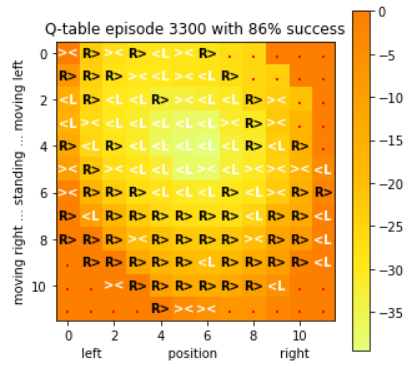 Q-table episode 3300 with 86% success
moving right ... standing ... moving left
0 >< R> >< R> <L >< R> . . . . .
R> R> R> >< <L >< <L R> . . . .
2 <L R> <L <L R> <L <L <L R> >< . .
>< >< <L >< <L <L <L >< R> >< . .
4 R> <L R> <L <L <L <L >< R> <L R> .
>< R> >< <L <L <L <L >< >< >< >< <L
6 >< R> R> >< <L <L <L R> <L R> R> R>
R> <L R> R> R> R> R> R> R> <L R> <L
8 R> R> R> >< R> R> R> R> >< R> R> <L
. R> R> R> R> R> <L R> R> R> R> <L
10 . . >< R> R> R> R> R> R> <L . .
. . . . R> >< >< . . . . .
0 2 4 6 8 10
left position right
0
−5
−10
−15
−20
−25
−30
−35